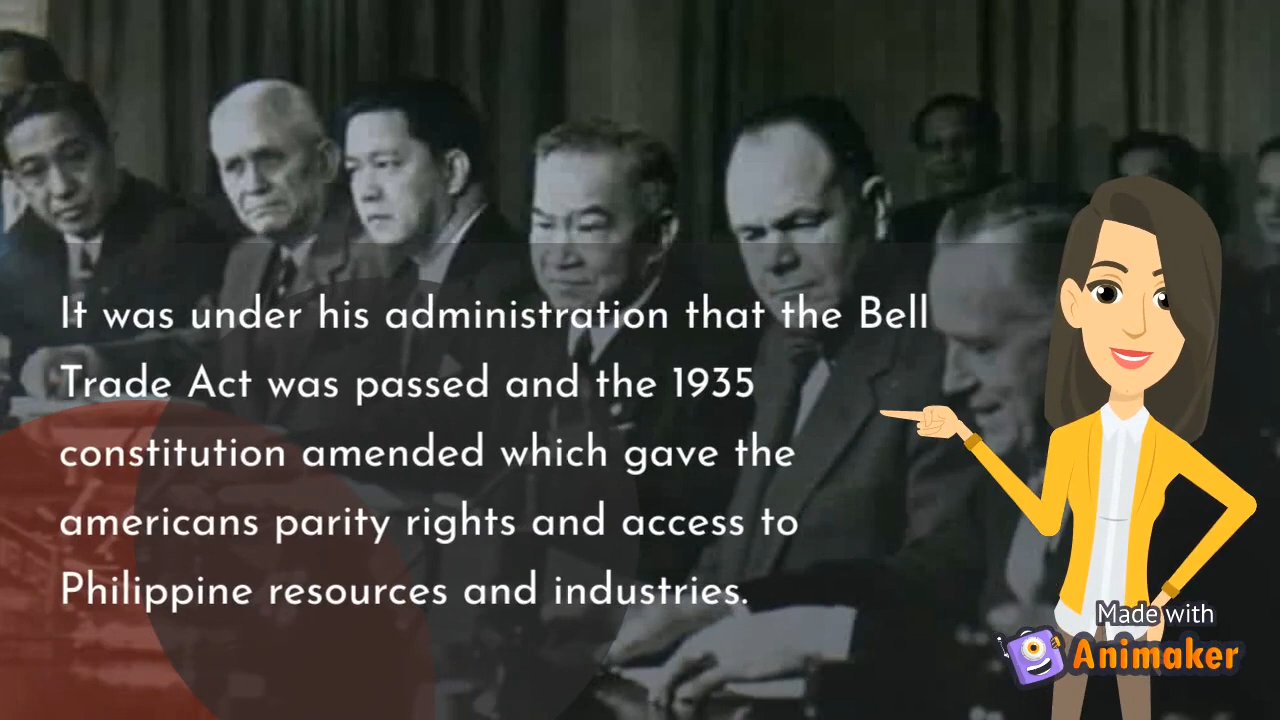 It was under his administration that the Bell
Trade Act was passed and the 1935
constitution amended which gave the
americans parity rights and access to
Philippine resources and industries.
Made with
Animaker